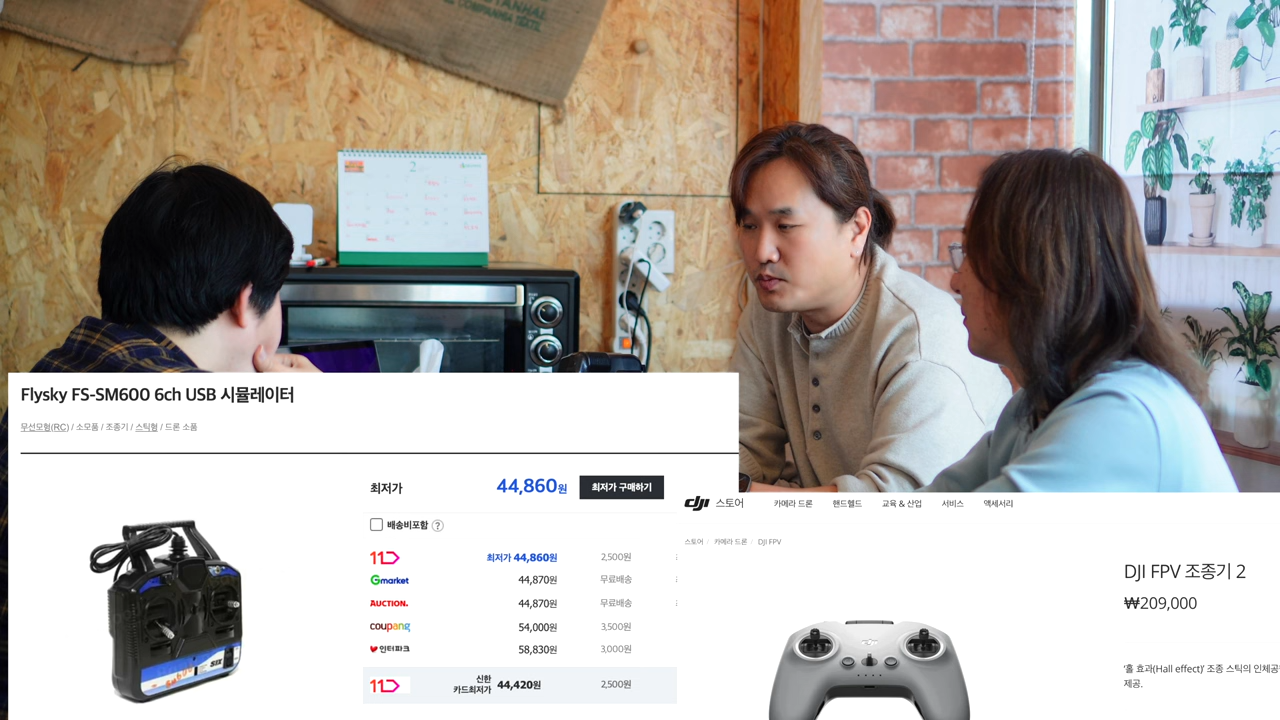 Flysky FS-SM600 6ch USB 시뮬레이터
무선모형(RC) / 소모품 / 조종기 / 스틱형 / 드론 소품
최저가 44,860원 최저가 구매하기
배송비포함 ?
11 최저가 44,860원 2,500원
Gmarket 44,870원 무료배송
AUCTION. 44,870원 무료배송
coupang 54,000원 3,500원
인터파크 58,830원 3,000원
11 신한 카드최저가 44,420원 2,500원
SIX
dji 스토어 카메라 드론 핸드헬드 교육 & 산업 서비스 액세서리
스토어 / 카메라 드론 / DJI FPV
DJI FPV 조종기 2
₩209,000
'홀 효과(Hall effect)' 조종 스틱의 인체공
제공.
dji
2